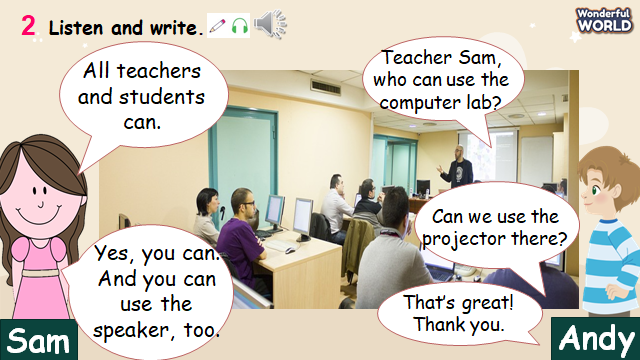 2 Listen and write.
Wonderful
WORLD
Teacher Sam,
who can use the
computer lab?
All teachers
and students
can.
Can we use the
projector there?
Yes, you can.
And you can
use the
speaker, too.
That's great!
Thank you.
Sam
Andy